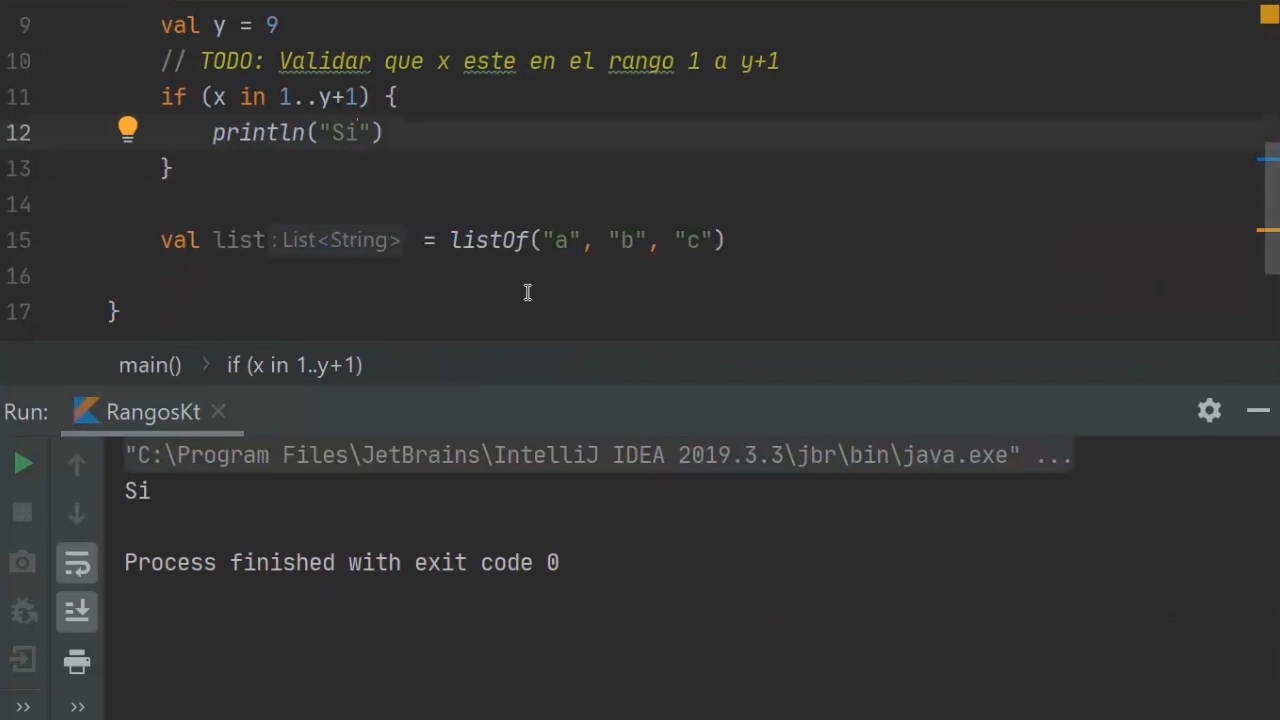 9 val y = 9
10 // TODO: Validar que x este en el rango 1 a y+1
11 if (x in 1..y+1) {
12 println("Si")
13 }
14
15 val list : List<String> = listOf("a", "b", "c")
16
17 }
main() > if (x in 1..y+1)
Run: RangosKt ×
"C:\Program Files\JetBrains\IntelliJ IDEA 2019.3.3\jbr\bin\java.exe" ...
Si
Process finished with exit code 0